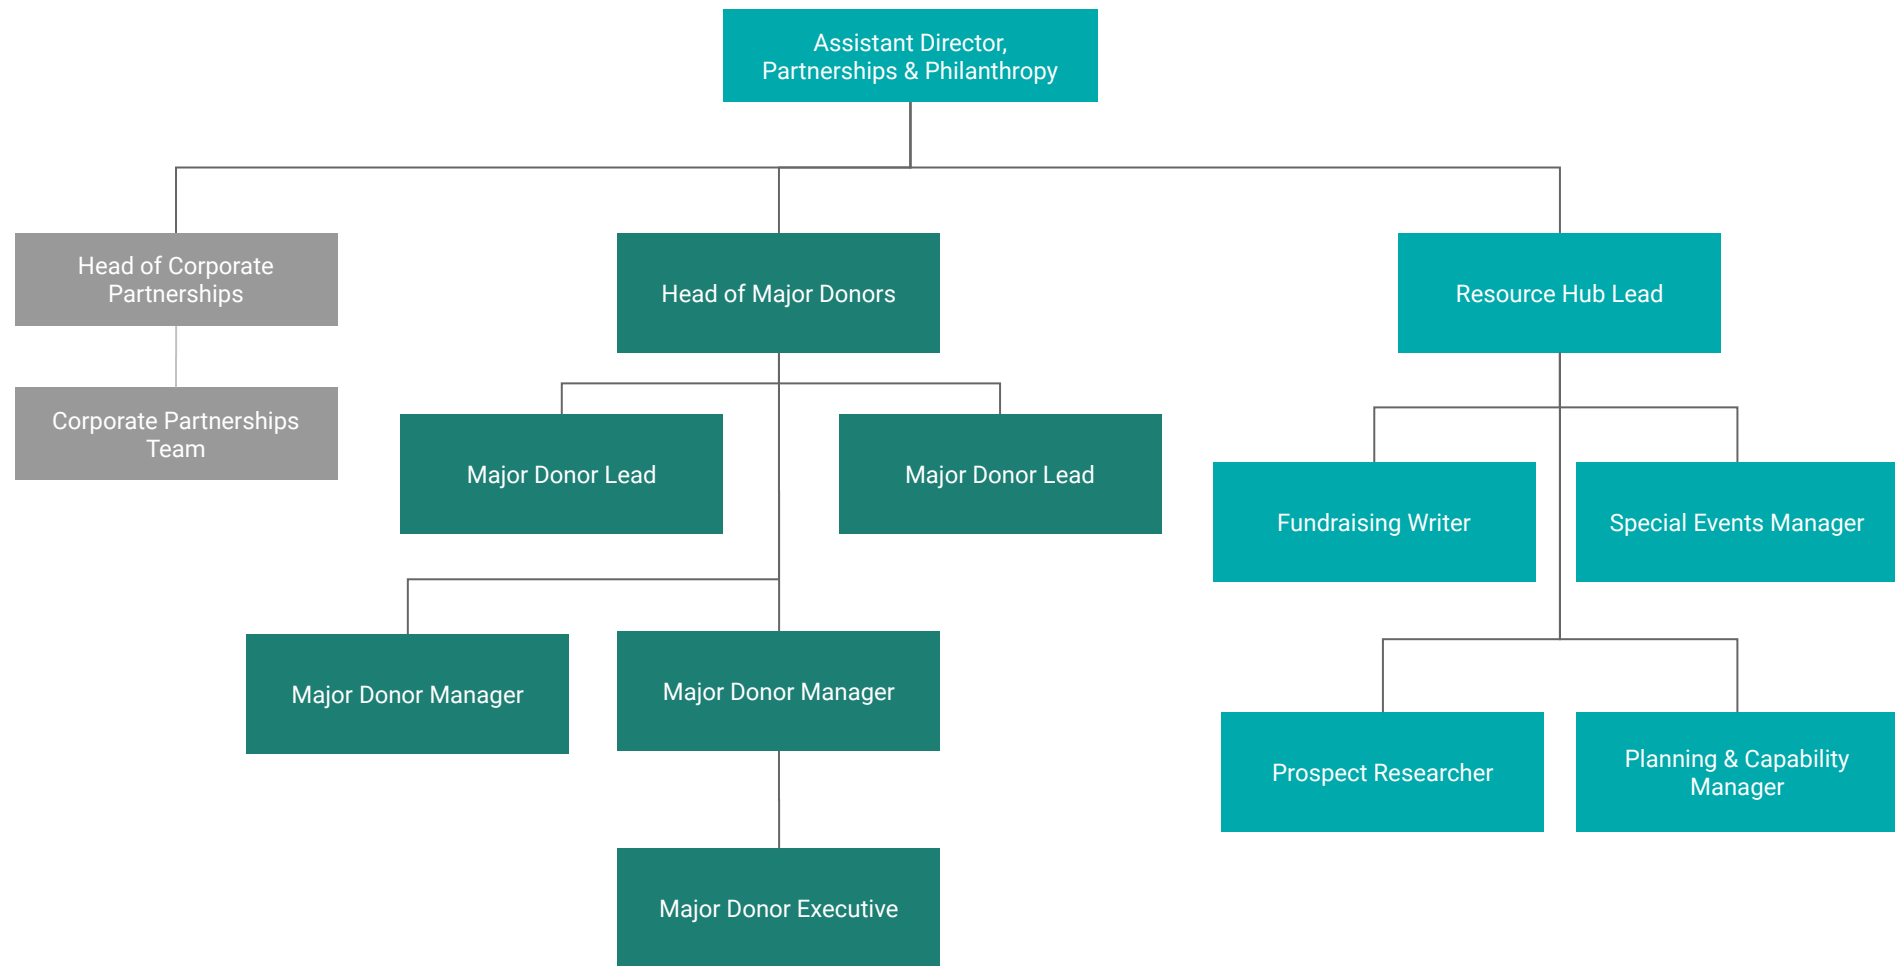 Assistant Director,
Partnerships & Philanthropy
Head of Corporate
Partnerships
Head of Major Donors
Resource Hub Lead
Corporate Partnerships
Team
Major Donor Lead
Major Donor Lead
Fundraising Writer
Special Events Manager
Major Donor Manager
Major Donor Manager
Prospect Researcher
Planning & Capability
Manager
Major Donor Executive